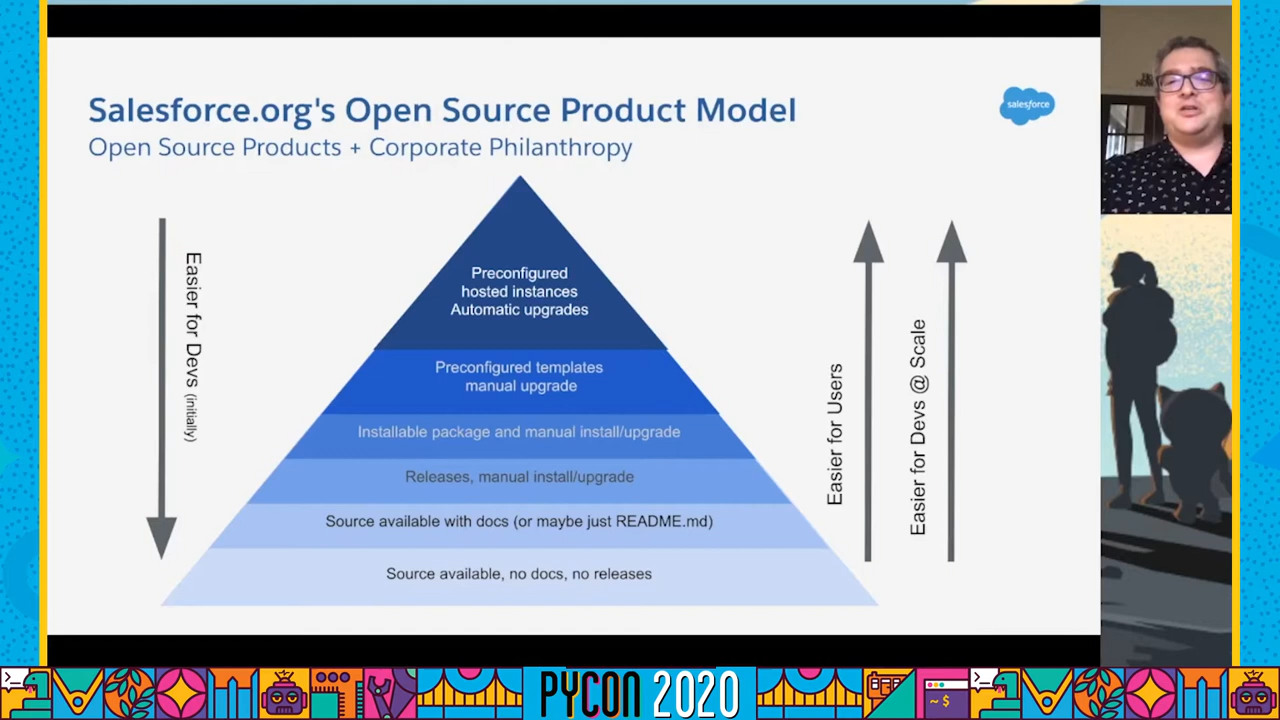 Salesforce.org's Open Source Product Model
Open Source Products + Corporate Philanthropy
salesforce
Easier for Devs (initially)
Preconfigured
hosted instances
Automatic upgrades
Preconfigured templates
manual upgrade
Installable package and manual install/upgrade
Releases, manual install/upgrade
Source available with docs (or maybe just README.md)
Source available, no docs, no releases
Easier for Users
Easier for Devs @ Scale
PYCON 2020
~$